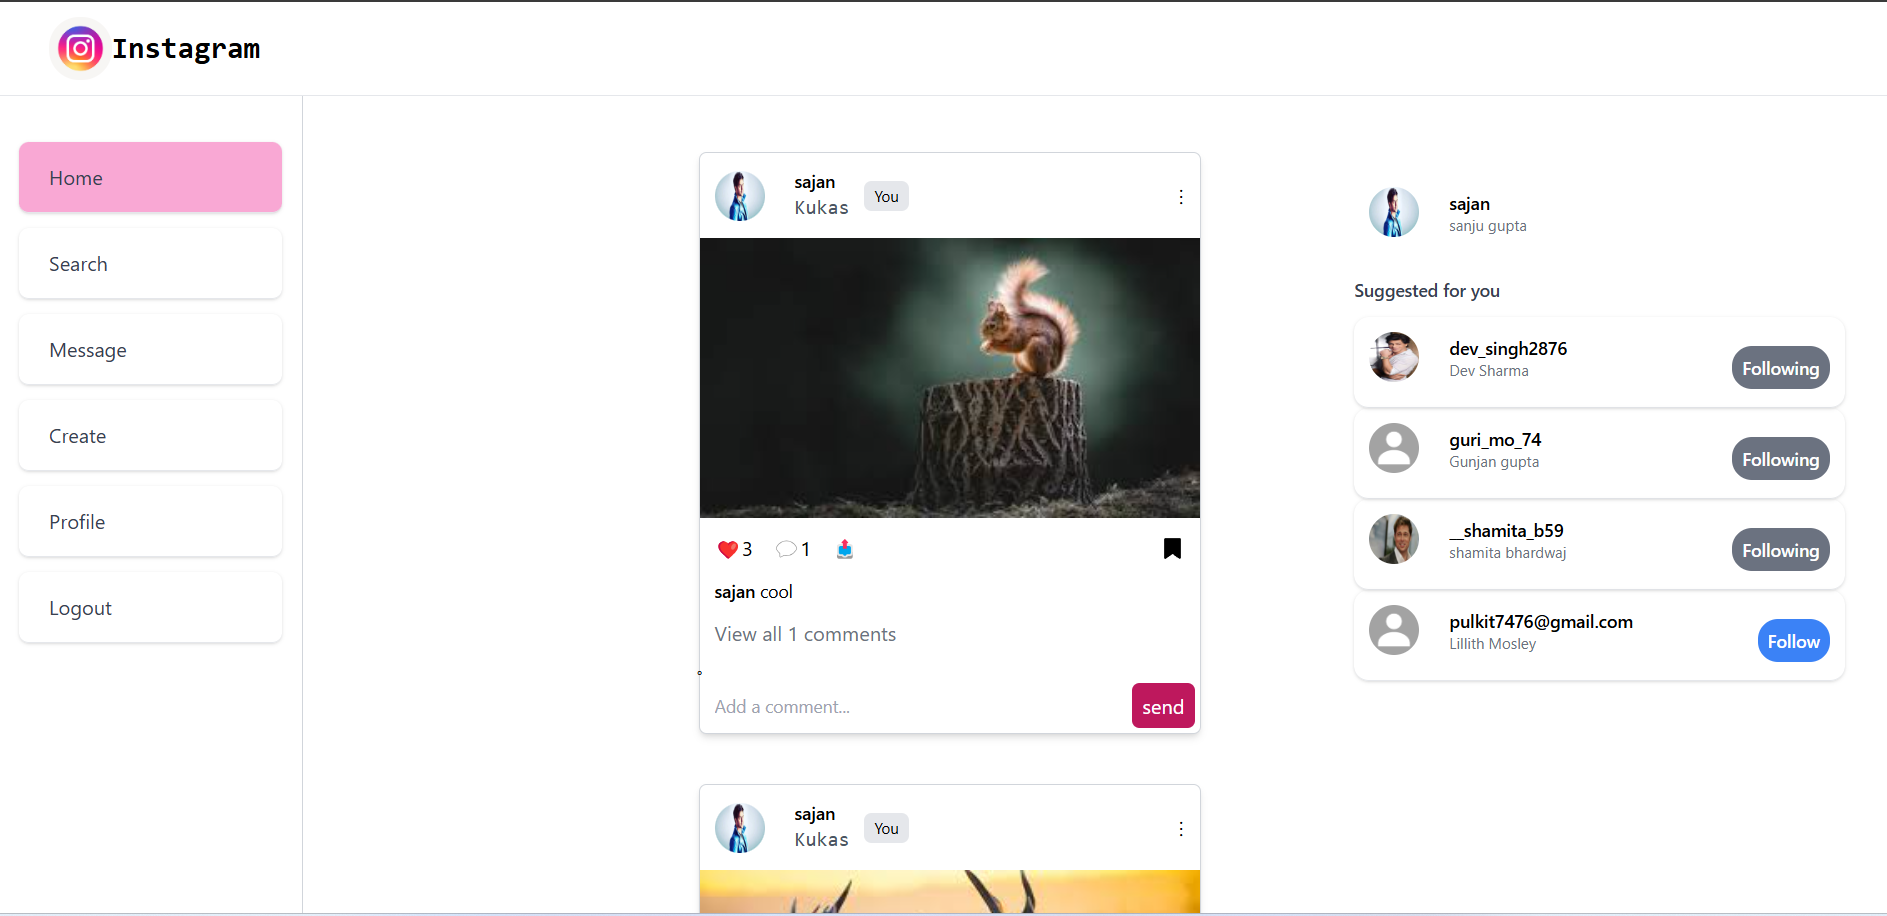 Instagram
Home
Search
Message
Create
Profile
Logout
sajan
Kukas
You
⋮
3
1
sajan cool
View all 1 comments
Add a comment...
send
sajan
Kukas
You
⋮
sajan
sanju gupta
Suggested for you
dev_singh2876
Dev Sharma
Following
guri_mo_74
Gunjan gupta
Following
__shamita_b59
shamita bhardwaj
Following
pulkit7476@gmail.com
Lillith Mosley
Follow